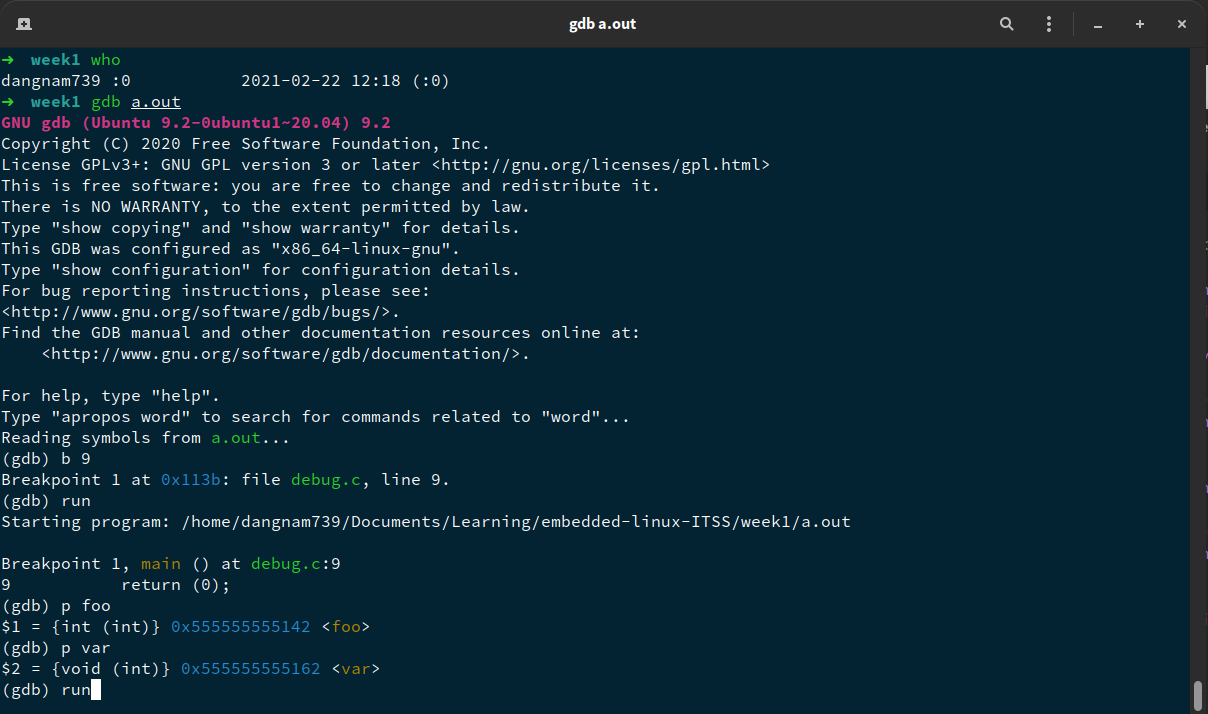 gdb a.out
➜  week1 who
dangnam739 :0           2021-02-22 12:18 (:0)
➜  week1 gdb a.out
GNU gdb (Ubuntu 9.2-0ubuntu1~20.04) 9.2
Copyright (C) 2020 Free Software Foundation, Inc.
License GPLv3+: GNU GPL version 3 or later <http://gnu.org/licenses/gpl.html>
This is free software: you are free to change and redistribute it.
There is NO WARRANTY, to the extent permitted by law.
Type "show copying" and "show warranty" for details.
This GDB was configured as "x86_64-linux-gnu".
Type "show configuration" for configuration details.
For bug reporting instructions, please see:
<http://www.gnu.org/software/gdb/bugs/>.
Find the GDB manual and other documentation resources online at:
    <http://www.gnu.org/software/gdb/documentation/>.
For help, type "help".
Type "apropos word" to search for commands related to "word"...
Reading symbols from a.out...
(gdb) b 9
Breakpoint 1 at 0x113b: file debug.c, line 9.
(gdb) run
Starting program: /home/dangnam739/Documents/Learning/embedded-linux-ITSS/week1/a.out
Breakpoint 1, main () at debug.c:9
9           return (0);
(gdb) p foo
$1 = {int (int)} 0x555555555142 <foo>
(gdb) p var
$2 = {void (int)} 0x555555555162 <var>
(gdb) run